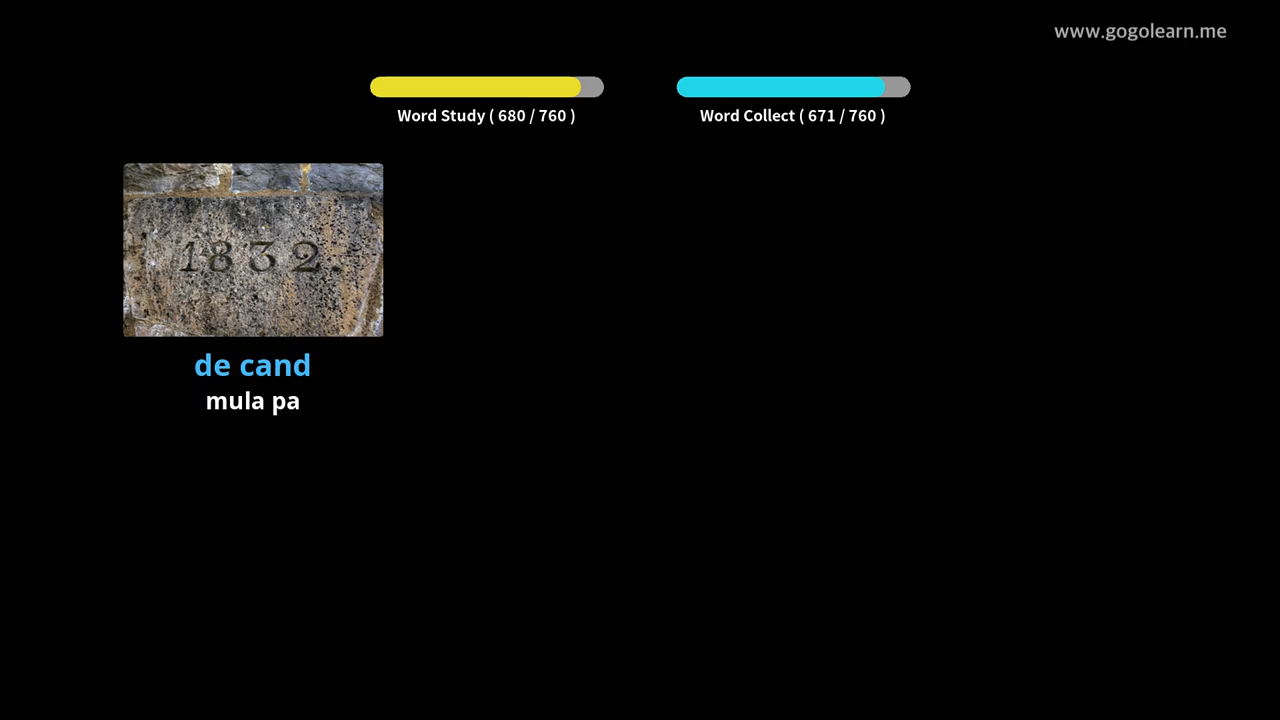 www.gogolearn.me
Word Study ( 680 / 760 )
Word Collect ( 671 / 760 )
1832.
de cand
mula pa